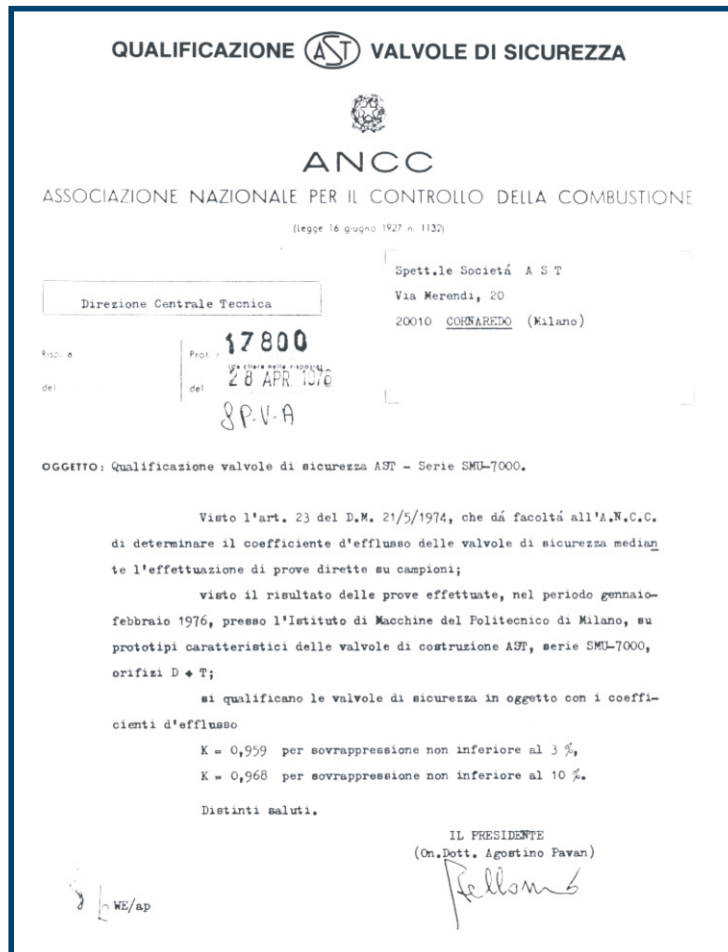 QUALIFICAZIONE AST VALVOLE DI SICUREZZA
ANCC
ASSOCIAZIONE NAZIONALE PER IL CONTROLLO DELLA COMBUSTIONE
(Legge 16 giugno 1927 n. 1132)
Direzione Centrale Tecnica
Spett.le Societá A S T
Via Merendi, 20
20010 CORNAREDO (Milano)
Risp. a
del
Prot. n. 17800
(da citare nella risposta)
del 28 APR. 1976
8P-V-A
OGGETTO: Qualificazione valvole di sicurezza AST - Serie SMU-7000.
Visto l'art. 23 del D.M. 21/5/1974, che dá facoltá all'A.N.C.C.
di determinare il coefficiente d'efflusso delle valvole di sicurezza median
te l'effettuazione di prove dirette su campioni;
visto il risultato delle prove effettuate, nel periodo gennaio-
febbraio 1976, presso l'Istituto di Macchine del Politecnico di Milano, su
prototipi caratteristici delle valvole di costruzione AST, serie SMU-7000,
orifizi D ÷ T;
si qualificano le valvole di sicurezza in oggetto con i coeffi-
cienti d'efflusso
K = 0,959 per sovrappressione non inferiore al 3 %,
K = 0,968 per sovrappressione non inferiore al 10 %.
Distinti saluti.
IL PRESIDENTE
(On.Dott. Agostino Pavan)
WE/ap